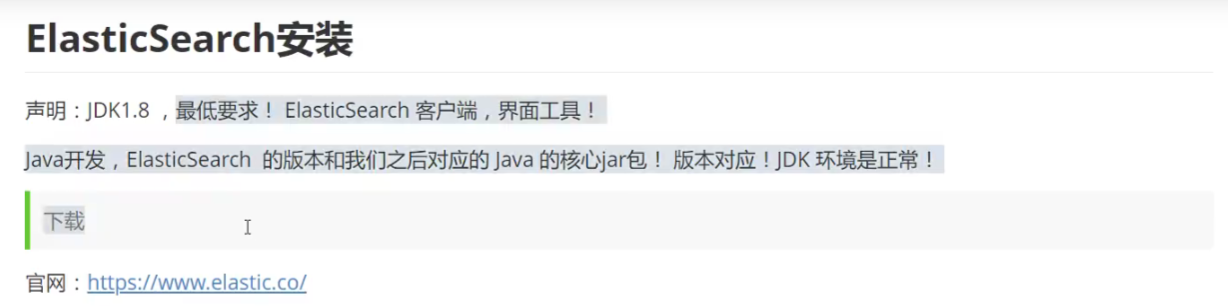 ElasticSearch安装
声明：JDK1.8 ，最低要求！ ElasticSearch 客户端，界面工具！
Java开发，ElasticSearch 的版本和我们之后对应的 Java 的核心jar包！ 版本对应！JDK 环境是正常！
下载
官网：https://www.elastic.co/